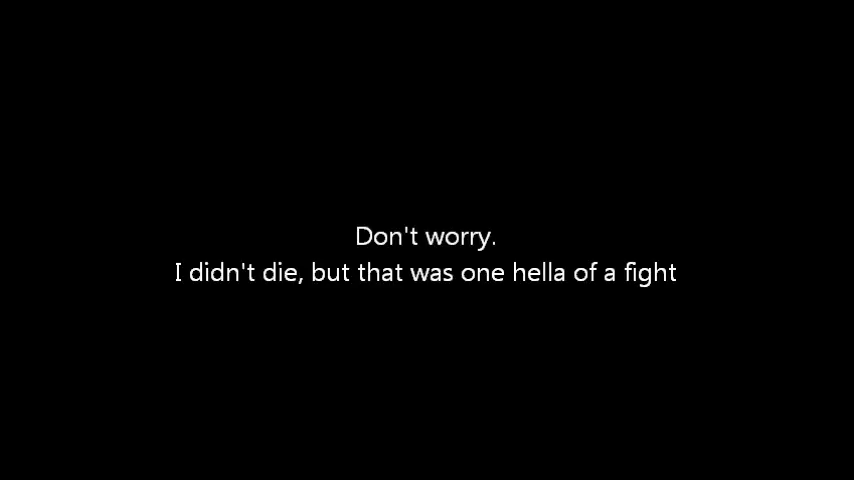 Don't worry.
I didn't die, but that was one hella of a fight